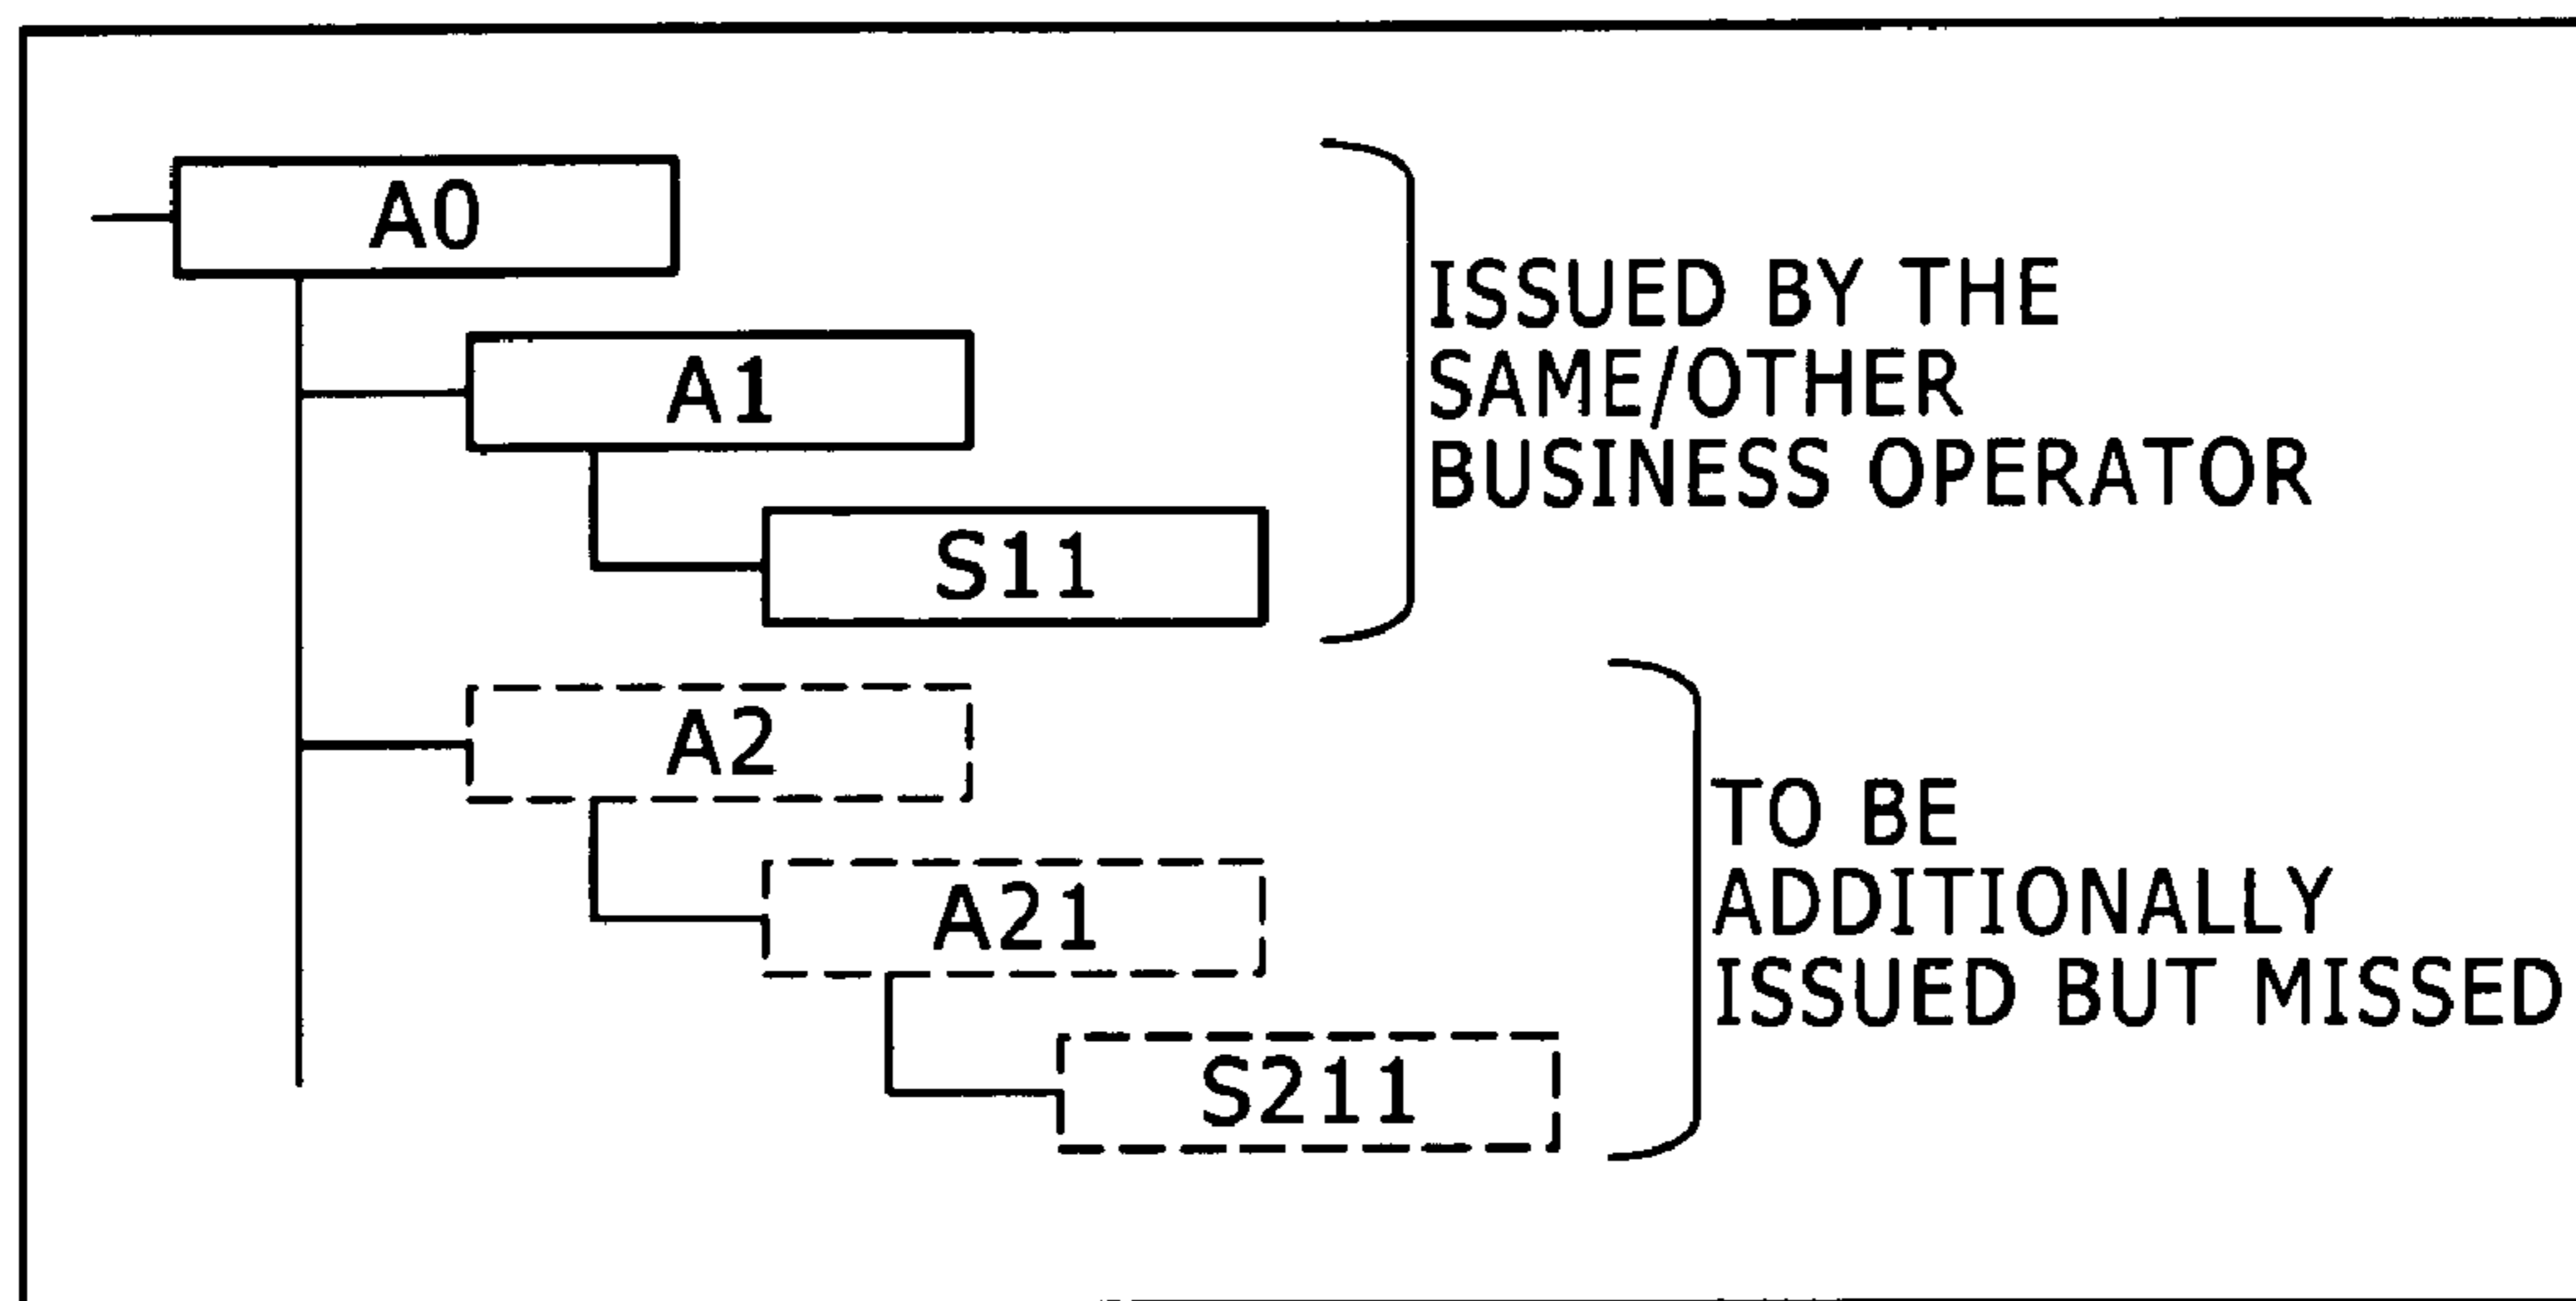 A0
A1
S11
ISSUED BY THE
SAME/OTHER
BUSINESS OPERATOR
A2
A21
S211
TO BE
ADDITIONALLY
ISSUED BUT MISSED